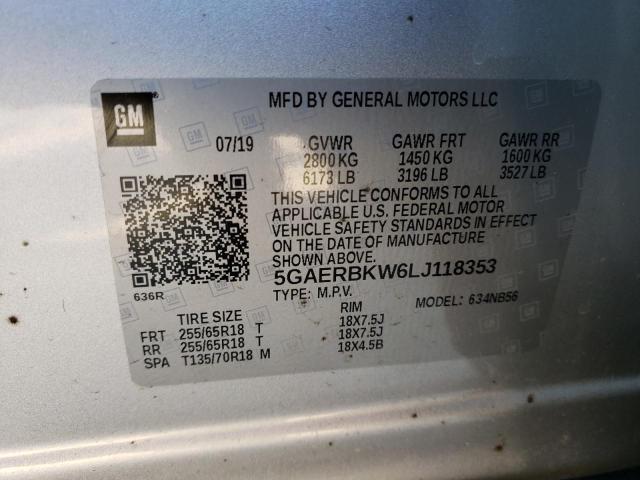 GM
MFD BY GENERAL MOTORS LLC
07/19 GVWR GAWR FRT GAWR RR
2800 KG 1450 KG 1600 KG
6173 LB 3196 LB 3527 LB
THIS VEHICLE CONFORMS TO ALL
APPLICABLE U.S. FEDERAL MOTOR
VEHICLE SAFETY STANDARDS IN EFFECT
ON THE DATE OF MANUFACTURE
SHOWN ABOVE.
636R
5GAERBKW6LJ118353
TYPE: M.P.V. MODEL: 634NB56
TIRE SIZE RIM
FRT 255/65R18 T 18X7.5J
RR 255/65R18 T 18X7.5J
SPA T135/70R18 M 18X4.5B